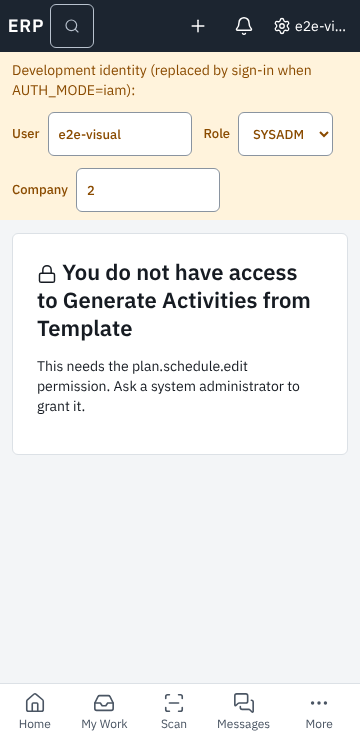 ERP
e2e-vi...
Development identity (replaced by sign-in when
AUTH_MODE=iam):
User
e2e-visual
Role
SYSADM
Company
2
You do not have access
to Generate Activities from
Template
This needs the plan.schedule.edit
permission. Ask a system administrator to
grant it.
Home
My Work
Scan
Messages
More